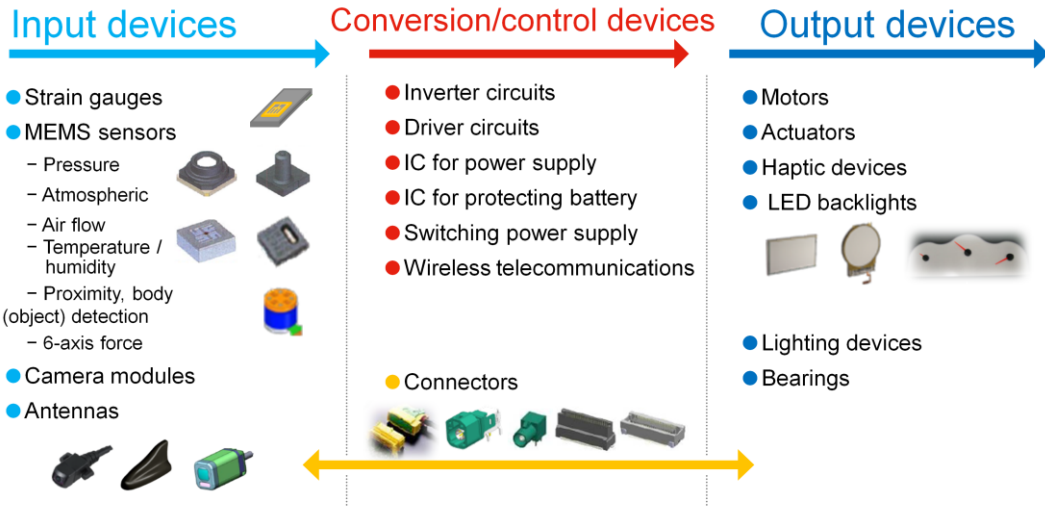 Input devices
Strain gauges
MEMS sensors
− Pressure
− Atmospheric
− Air flow
− Temperature /
humidity
− Proximity, body
(object) detection
− 6-axis force
Camera modules
Antennas
Conversion/control devices
Inverter circuits
Driver circuits
IC for power supply
IC for protecting battery
Switching power supply
Wireless telecommunications
Connectors
Output devices
Motors
Actuators
Haptic devices
LED backlights
Lighting devices
Bearings